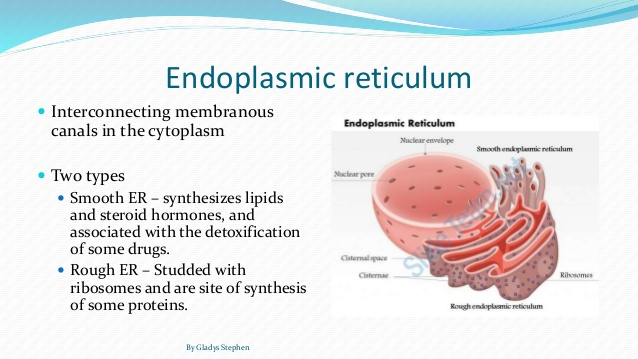 Endoplasmic reticulum
Interconnecting membranous
canals in the cytoplasm
Two types
Smooth ER – synthesizes lipids
and steroid hormones, and
associated with the detoxification
of some drugs.
Rough ER – Studded with
ribosomes and are site of synthesis
of some proteins.
Endoplasmic Reticulum
Nuclear envelope
Smooth endoplasmic reticulum
Nuclear pore
Cisternal space
Cisternae
Ribosomes
Rough endoplasmic reticulum
By Gladys Stephen